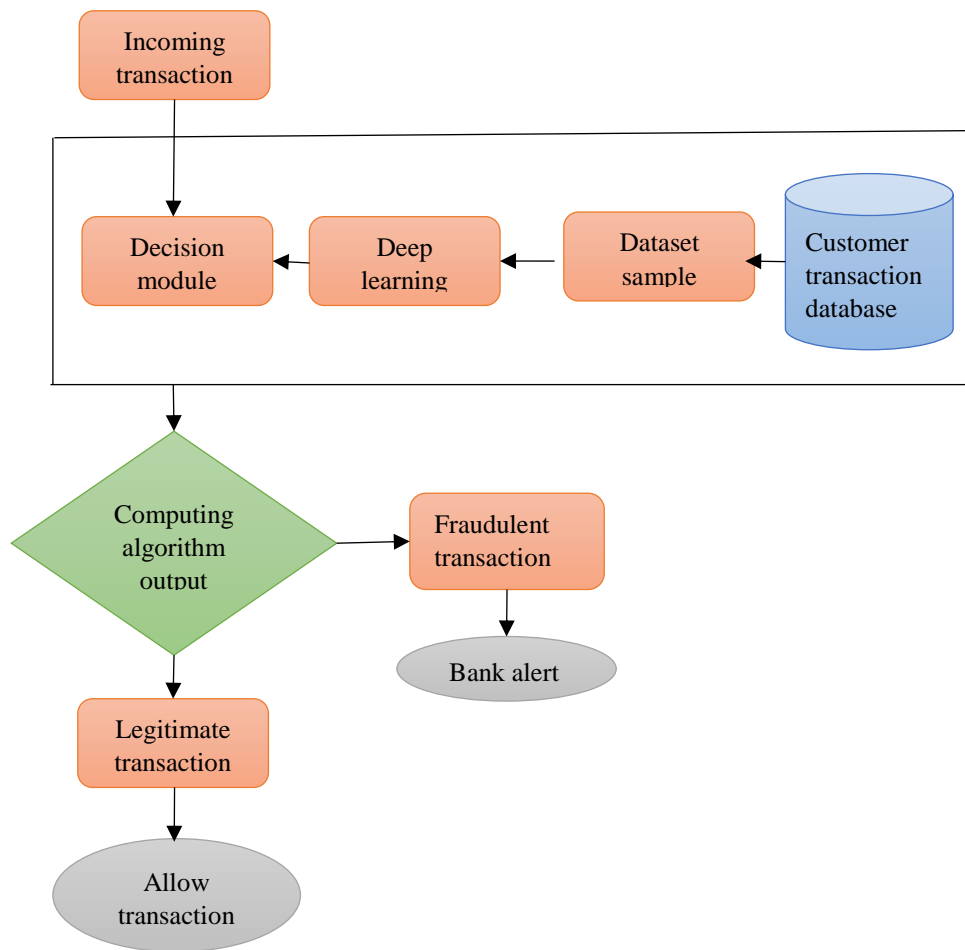 Incoming
transaction
Decision
module
Deep
learning
Dataset
sample
Customer
transaction
database
Computing
algorithm
output
Fraudulent
transaction
Bank alert
Legitimate
transaction
Allow
transaction